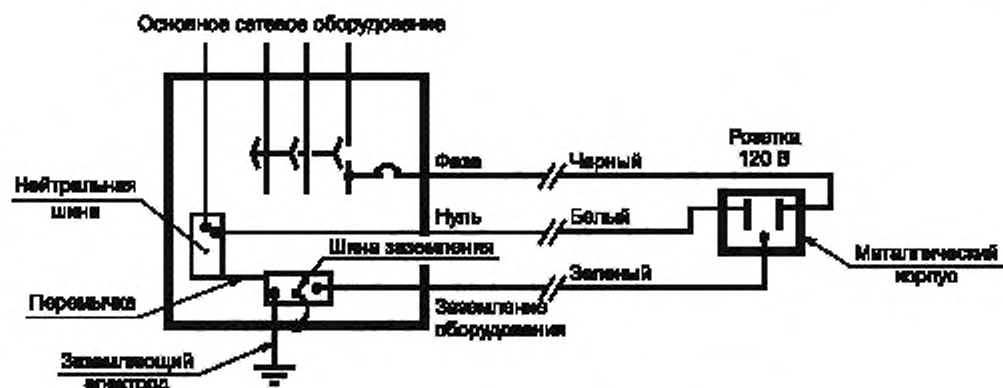 Основное сетевое оборудование
Розетка
120 В
Фаза
Черный
Нейтральная
шина
Нуль
Белый
Шина заземления
Металлический
корпус
Зеленый
Перемычка
Заземление
оборудования
Заземляющий
электрод